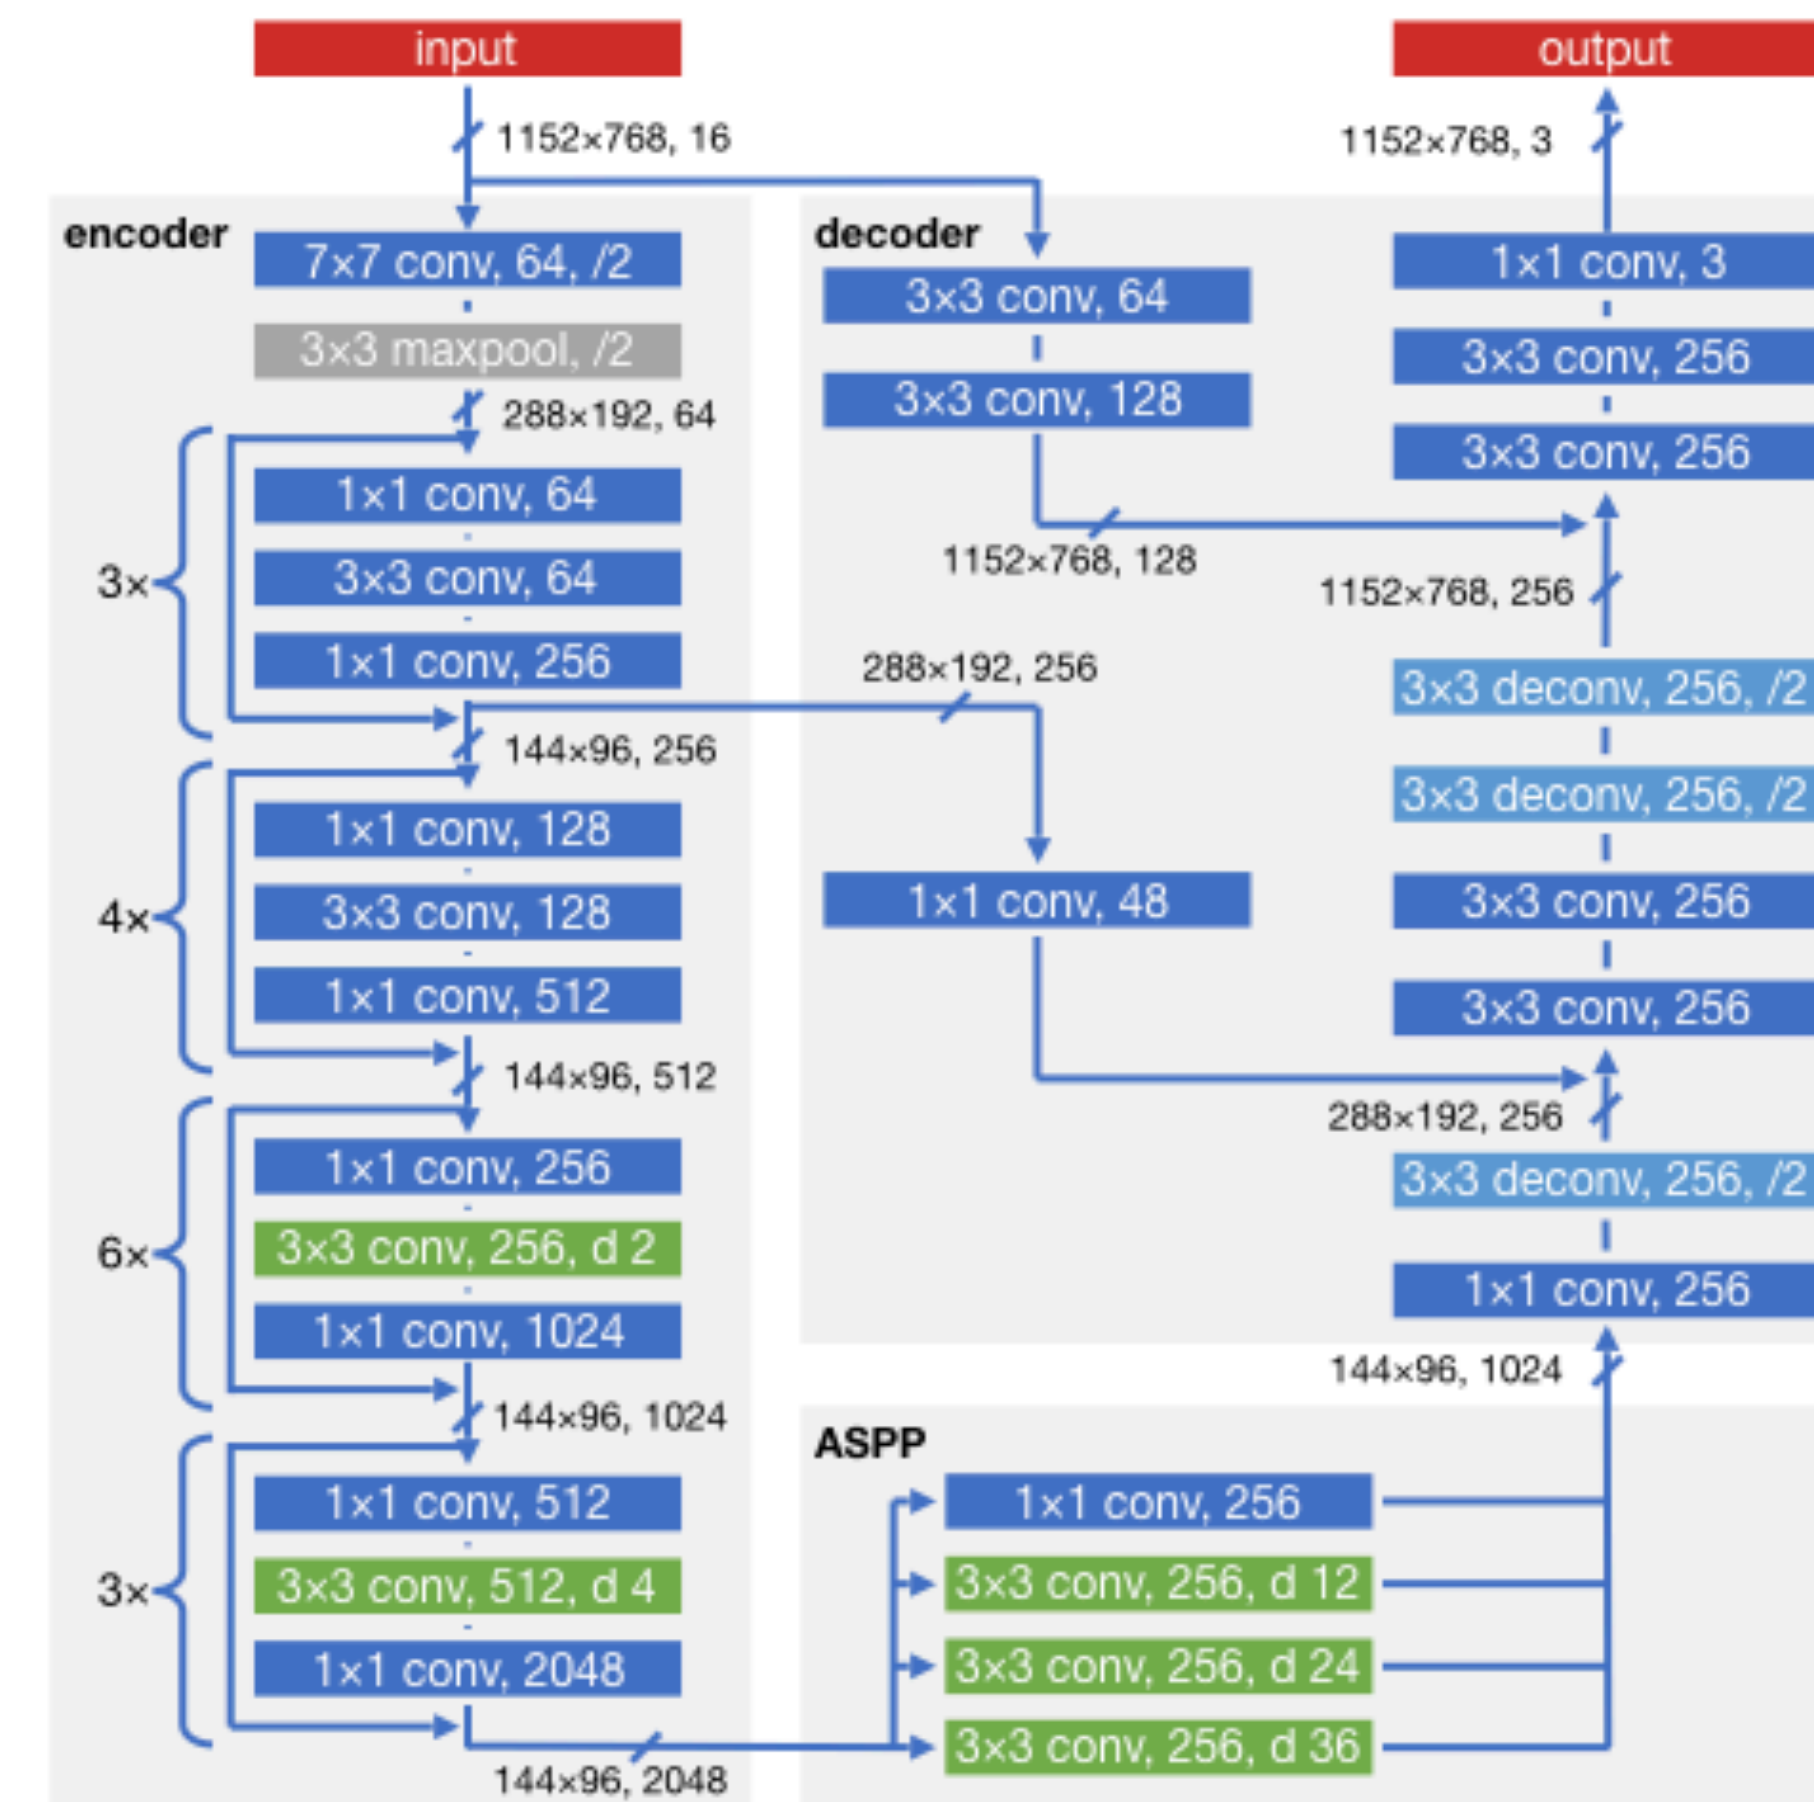 input
1152×768, 16
encoder
7×7 conv, 64, /2
3×3 maxpool, /2
288×192, 64
3×
1×1 conv, 64
3×3 conv, 64
1×1 conv, 256
144×96, 256
4×
1×1 conv, 128
3×3 conv, 128
1×1 conv, 512
144×96, 512
6×
1×1 conv, 256
3×3 conv, 256, d 2
1×1 conv, 1024
144×96, 1024
3×
1×1 conv, 512
3×3 conv, 512, d 4
1×1 conv, 2048
144×96, 2048
decoder
3×3 conv, 64
3×3 conv, 128
1152×768, 128
288×192, 256
1×1 conv, 48
output
1152×768, 3
1×1 conv, 3
3×3 conv, 256
3×3 conv, 256
1152×768, 256
3×3 deconv, 256, /2
3×3 deconv, 256, /2
3×3 conv, 256
3×3 conv, 256
288×192, 256
3×3 deconv, 256, /2
1×1 conv, 256
144×96, 1024
ASPP
1×1 conv, 256
3×3 conv, 256, d 12
3×3 conv, 256, d 24
3×3 conv, 256, d 36